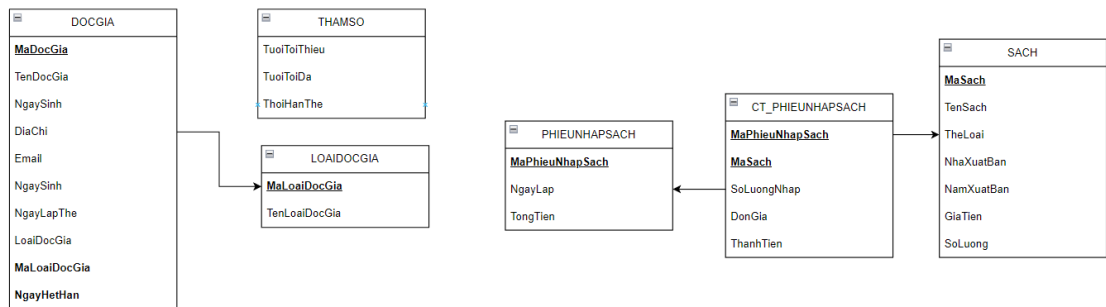 DOCGIA
MaDocGia
TenDocGia
NgaySinh
DiaChi
Email
NgaySinh
NgayLapThe
LoaiDocGia
MaLoaiDocGia
NgayHetHan
THAMSO
TuoiToiThieu
TuoiToiDa
ThoiHanThe
LOAIDOCGIA
MaLoaiDocGia
TenLoaiDocGia
PHIEUNHAPSACH
MaPhieuNhapSach
NgayLap
TongTien
CT_PHIEUNHAPSACH
MaPhieuNhapSach
MaSach
SoLuongNhap
DonGia
ThanhTien
SACH
MaSach
TenSach
TheLoai
NhaXuatBan
NamXuatBan
GiaTien
SoLuong